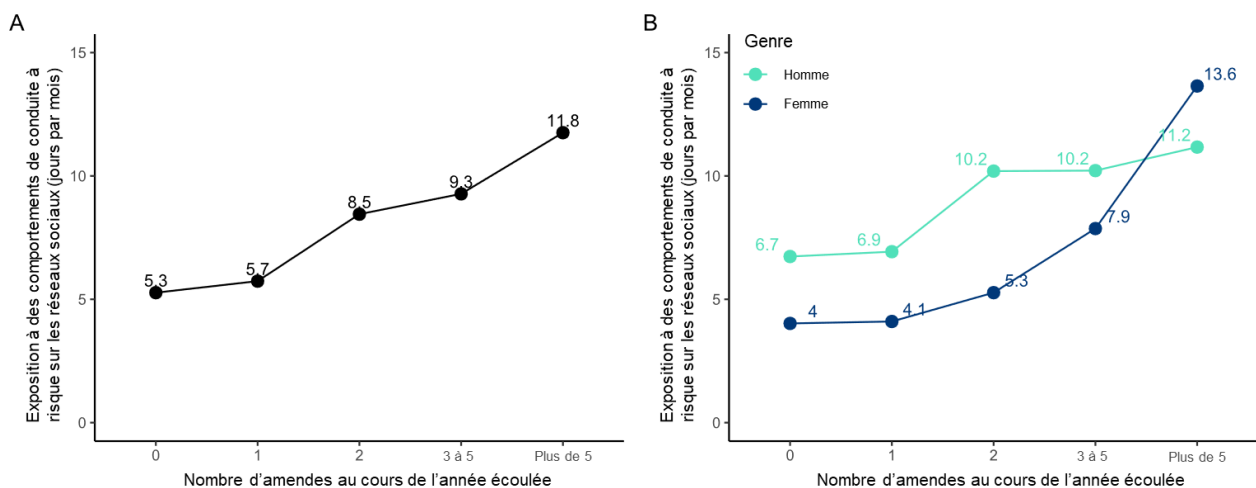 A
Exposition à des comportements de conduite à
risque sur les réseaux sociaux (jours par mois)
15
10
5
0
5.3
5.7
8.5
9.3
11.8
0
1
2
3 à 5
Plus de 5
Nombre d’amendes au cours de l’année écoulée
B
Exposition à des comportements de conduite à
risque sur les réseaux sociaux (jours par mois)
Genre
Homme
Femme
15
10
5
0
6.7
6.9
10.2
10.2
11.2
4
4.1
5.3
7.9
13.6
0
1
2
3 à 5
Plus de 5
Nombre d’amendes au cours de l’année écoulée